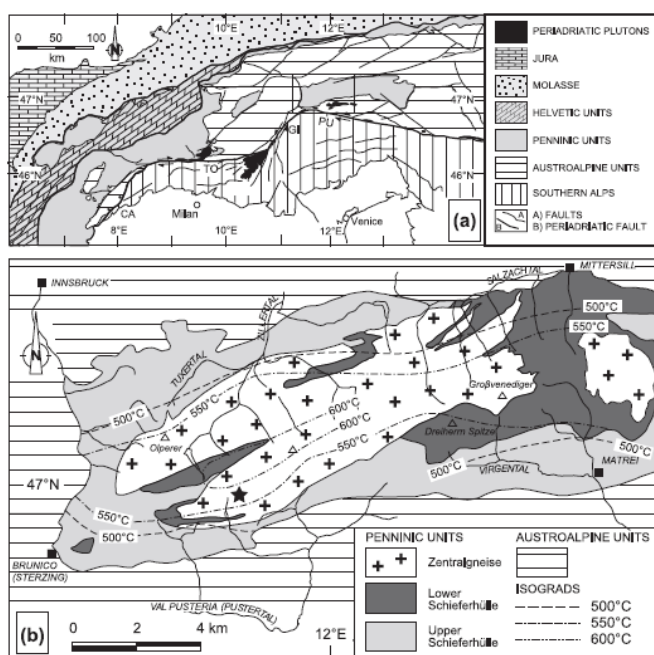 0 50 100
km
N
10°E
12°E
47°N
47°N
46°N
46°N
GI
PU
TO
CA
Milan
Venice
8°E
10°E
12°E
(a)
PERIADRIATIC PLUTONS
JURA
MOLASSE
HELVETIC UNITS
PENNINIC UNITS
AUSTROALPINE UNITS
SOUTHERN ALPS
A
B
A) FAULTS
B) PERIADRIATIC FAULT
INNSBRUCK
MITTERSILL
SALZACHTAL
ZILLERTAL
TUXERTAL
N
500°C
550°C
Großvenediger
500°C
550°C
600°C
600°C
550°C
Olperer
Dreiherrn Spitze
500°C
500°C
VIRGENTAL
MATREI
47°N
550°C
500°C
BRUNICO
(STERZING)
VAL PUSTERIA (PUSTERTAL)
(b)
0 2 4 km
12°E
PENNINIC UNITS
Zentralgneise
Lower
Schieferhülle
Upper
Schieferhülle
AUSTROALPINE UNITS
ISOGRADS
500°C
550°C
600°C